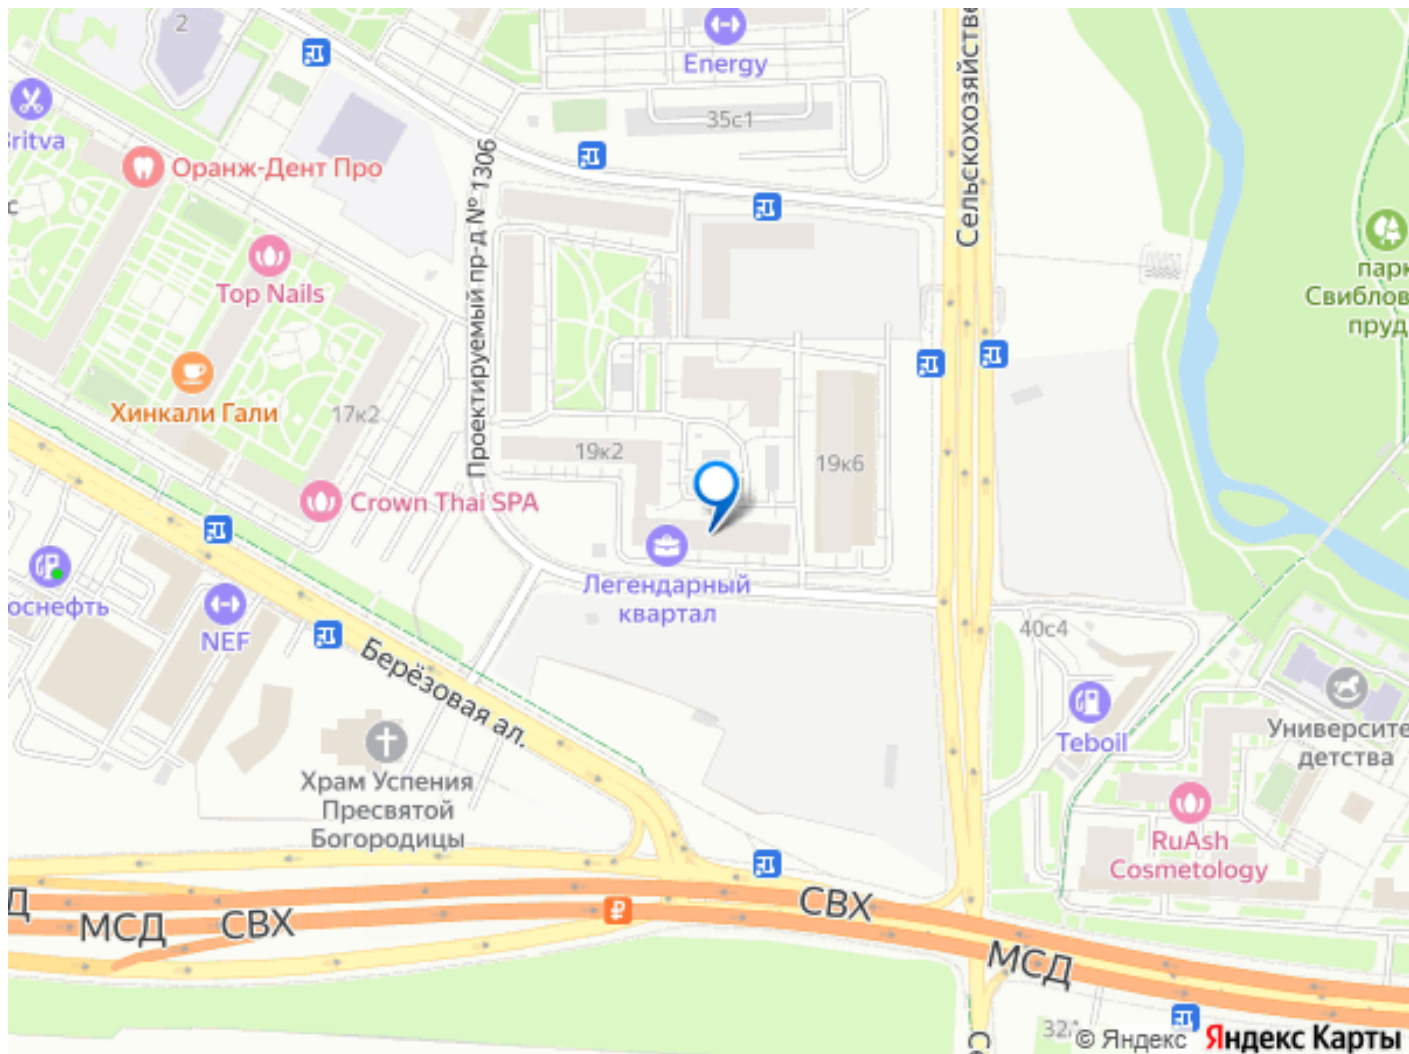 2
Energy
Сельскохозяйстве
35с1
Britva
Оранж-Дент Про
Проектируемый пр-д № 1306
с
Top Nails
парк
Свиблов
пруд
Хинкали Гали
17к2
19к2
19к6
Crown Thai SPA
Легендарный
квартал
оснефть
NEF
40с4
Берёзовая ал.
Teboil
Университе
детства
Храм Успения
Пресвятой
Богородицы
RuAsh
Cosmetology
Д
МСД
СВХ
₽
СВХ
МСД
Се
32
© Яндекс Яндекс Карты